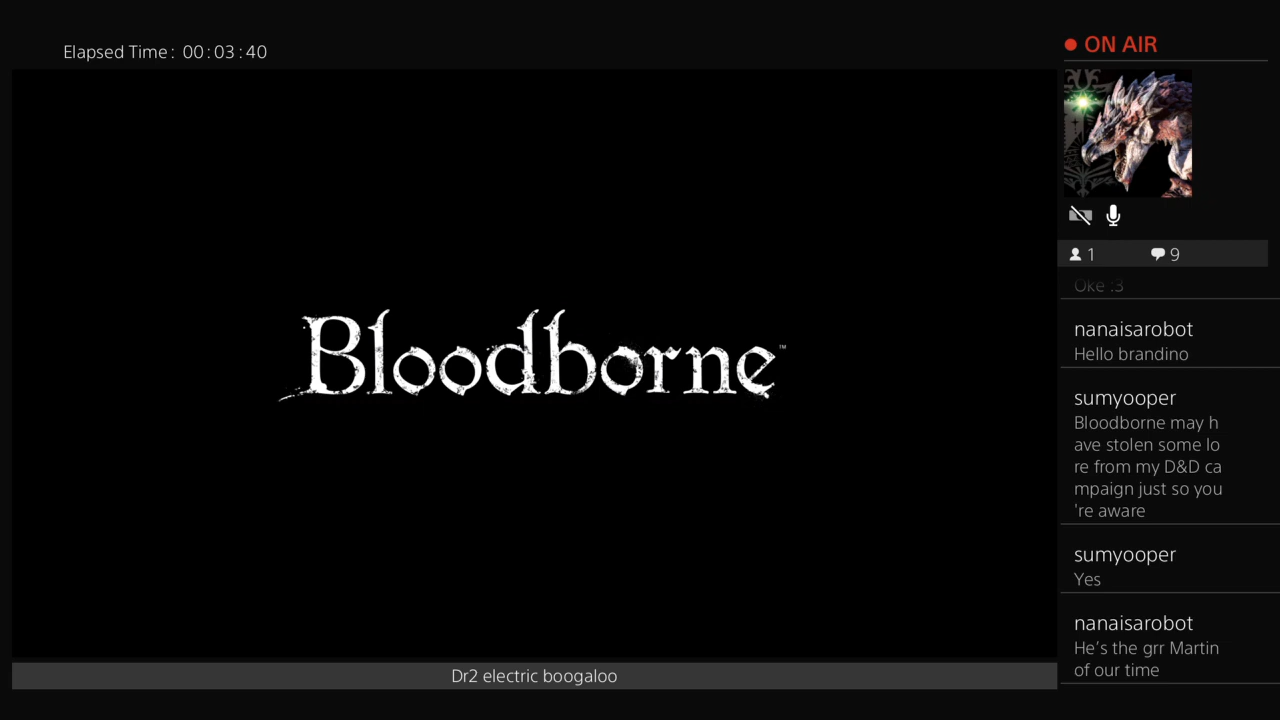 Elapsed Time: 00:03:40
ON AIR
1 9
Oke :3
Bloodborne™
nanaisarobot
Hello brandino
sumyooper
Bloodborne may h
ave stolen some lo
re from my D&D ca
mpaign just so you
're aware
sumyooper
Yes
nanaisarobot
He’s the grr Martin
of our time
Dr2 electric boogaloo